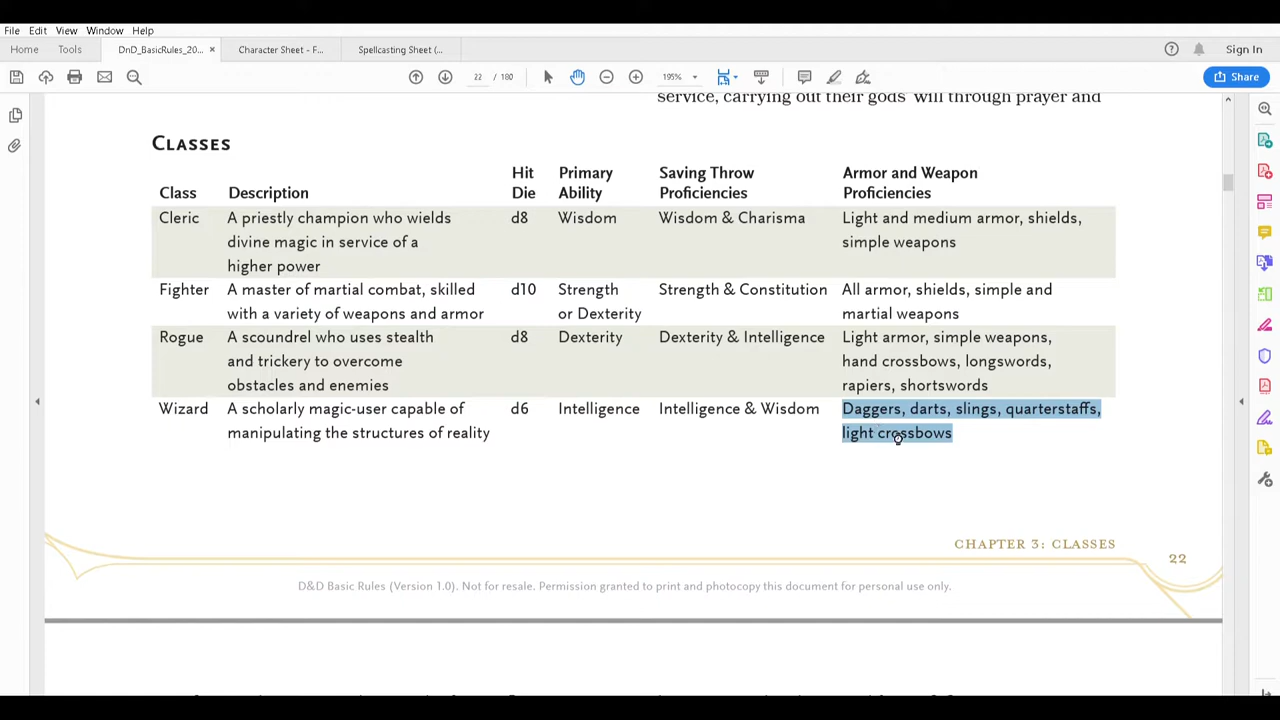 File Edit View Window Help
Home Tools DnD_BasicRules_20... × Character Sheet - F... Spellcasting Sheet (... Sign In
22 / 180 195% Share
service, carrying out their gods' will through prayer and
CLASSES
Hit Primary Saving Throw Armor and Weapon
Class Description Die Ability Proficiencies Proficiencies
Cleric A priestly champion who wields d8 Wisdom Wisdom & Charisma Light and medium armor, shields,
divine magic in service of a simple weapons
higher power
Fighter A master of martial combat, skilled d10 Strength Strength & Constitution All armor, shields, simple and
with a variety of weapons and armor or Dexterity martial weapons
Rogue A scoundrel who uses stealth d8 Dexterity Dexterity & Intelligence Light armor, simple weapons,
and trickery to overcome hand crossbows, longswords,
obstacles and enemies rapiers, shortswords
Wizard A scholarly magic-user capable of d6 Intelligence Intelligence & Wisdom Daggers, darts, slings, quarterstaffs,
manipulating the structures of reality light crossbows
CHAPTER 3: CLASSES
22
D&D Basic Rules (Version 1.0). Not for resale. Permission granted to print and photocopy this document for personal use only.